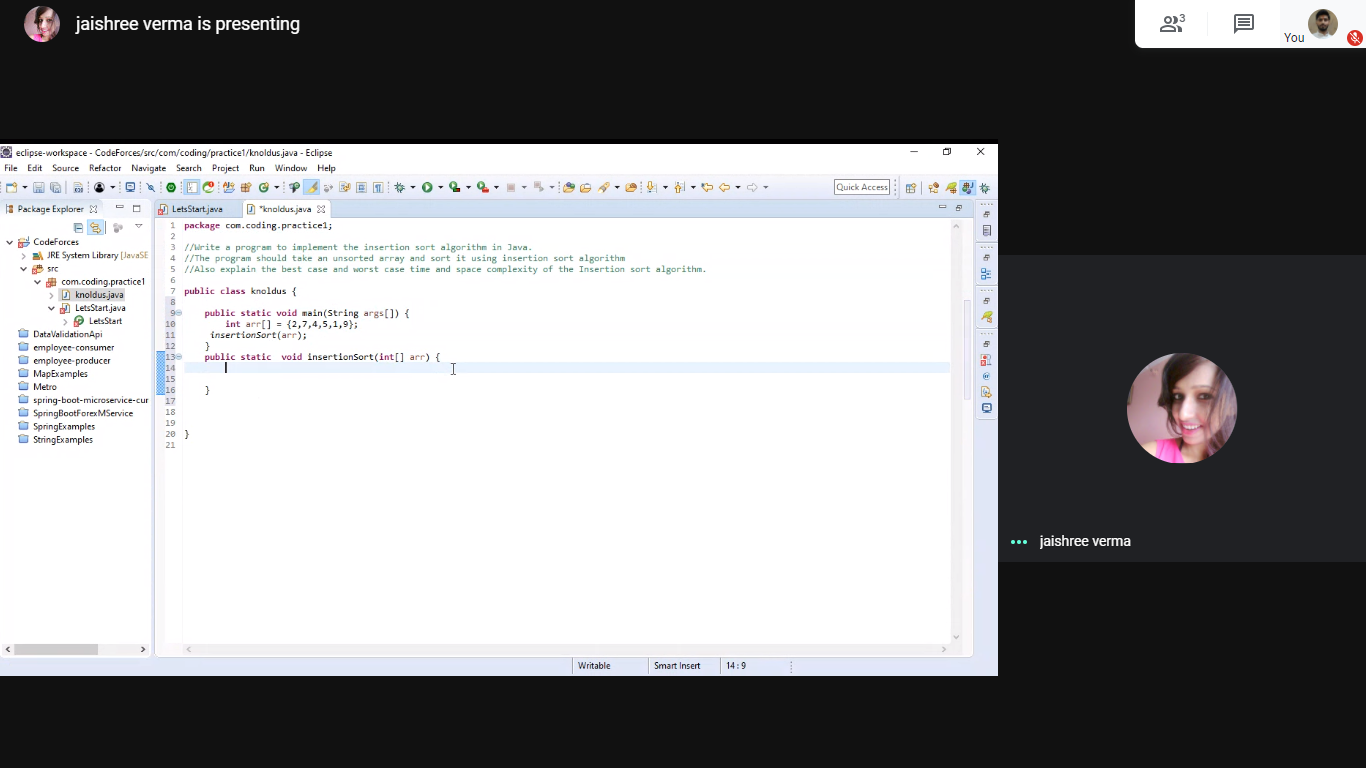 jaishree verma is presenting
3
You
eclipse-workspace - CodeForces/src/com/coding/practice1/knoldus.java - Eclipse
File Edit Source Refactor Navigate Search Project Run Window Help
Quick Access
Package Explorer
CodeForces
JRE System Library [JavaSE
src
com.coding.practice1
knoldus.java
LetsStart.java
LetsStart
DataValidationApi
employee-consumer
employee-producer
MapExamples
Metro
spring-boot-microservice-cur
SpringBootForexMService
SpringExamples
StringExamples
LetsStart.java *knoldus.java
1 package com.coding.practice1;
2
3 //Write a program to implement the insertion sort algorithm in Java.
4 //The program should take an unsorted array and sort it using insertion sort algorithm
5 //Also explain the best case and worst case time and space complexity of the Insertion sort algorithm.
6
7 public class knoldus {
8
9 public static void main(String args[]) {
10 int arr[] = {2,7,4,5,1,9};
11 insertionSort(arr);
12 }
13 public static void insertionSort(int[] arr) {
14
15
16 }
17
18
19
20 }
21
Writable Smart Insert 14 : 9
jaishree verma